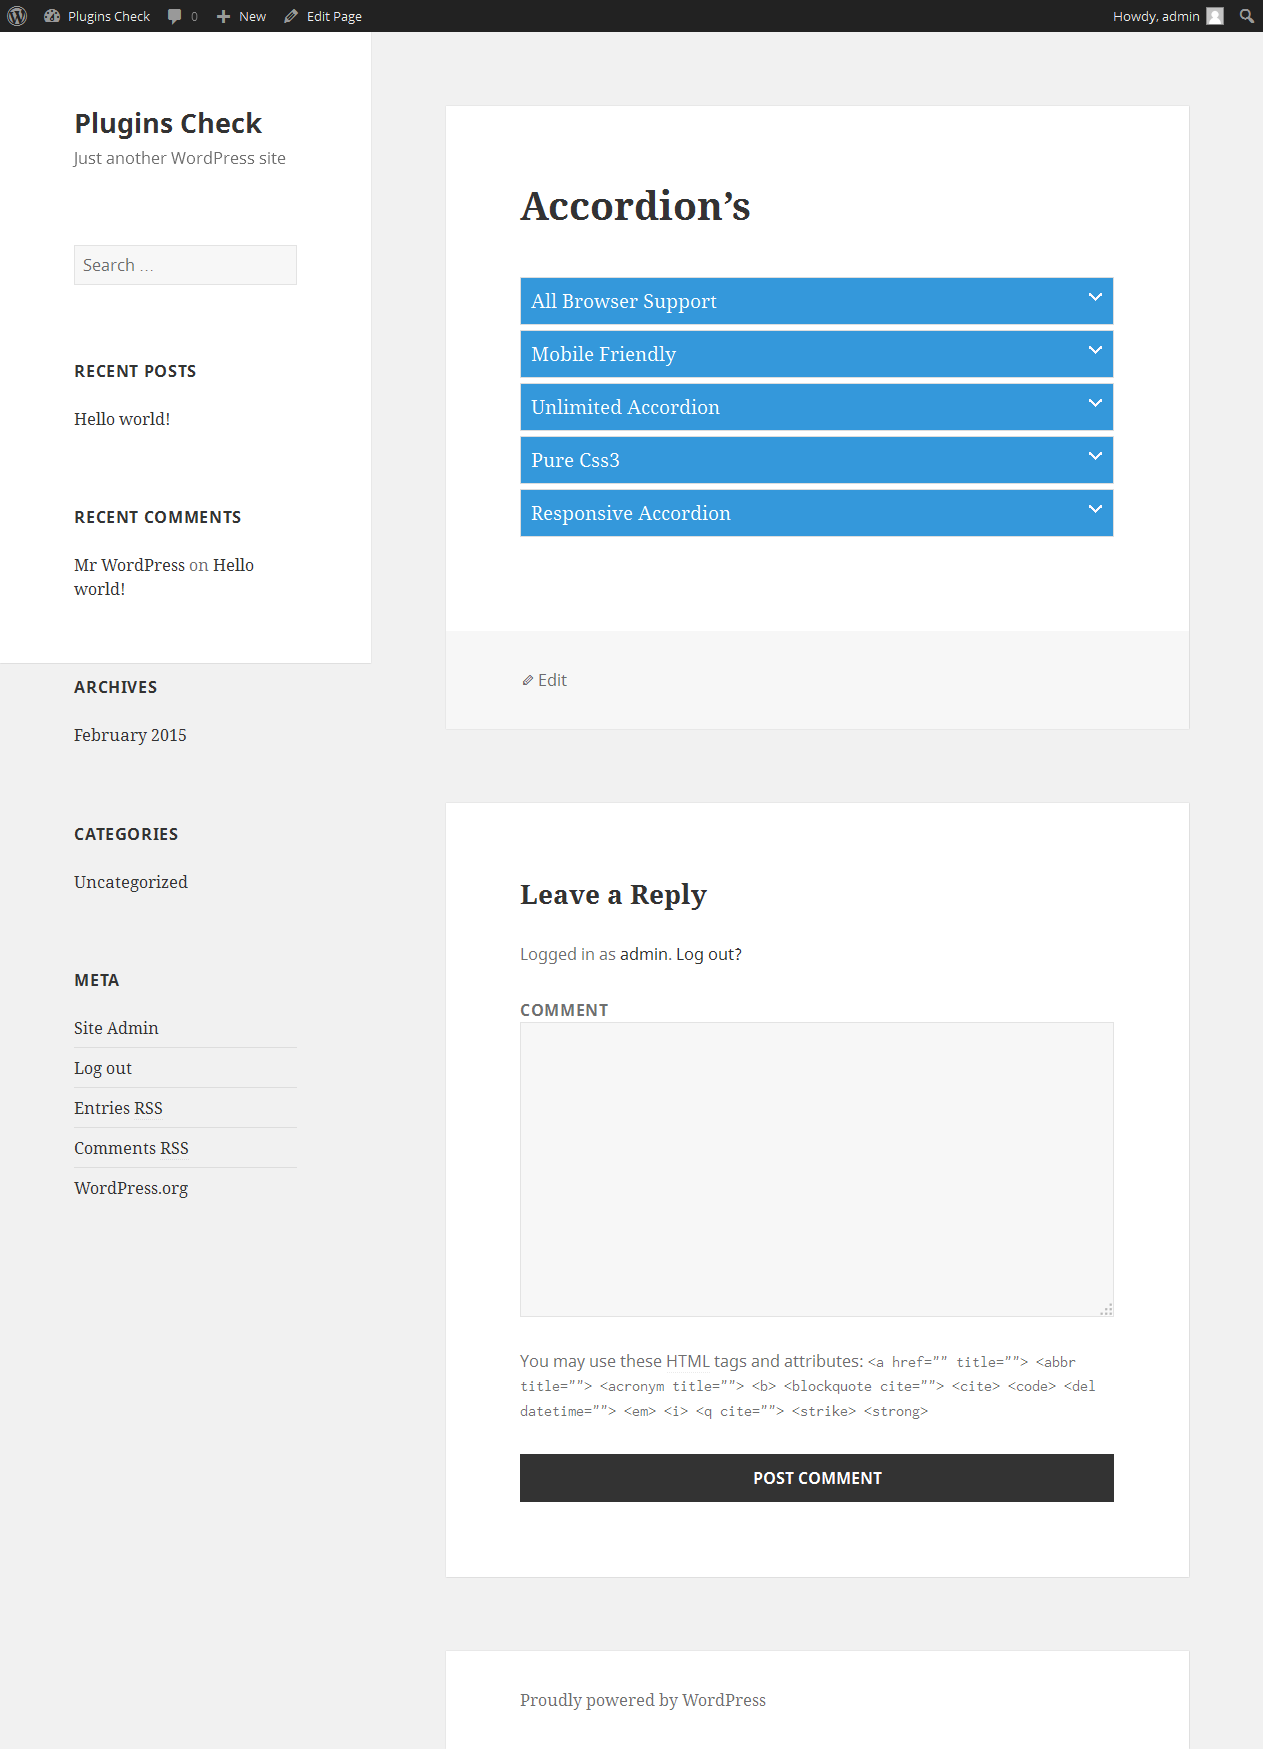 Plugins Check 0 New Edit Page Howdy, admin
Plugins Check
Just another WordPress site
Search …
RECENT POSTS
Hello world!
RECENT COMMENTS
Mr WordPress on Hello
world!
ARCHIVES
February 2015
CATEGORIES
Uncategorized
META
Site Admin
Log out
Entries RSS
Comments RSS
WordPress.org
Accordion’s
All Browser Support
Mobile Friendly
Unlimited Accordion
Pure Css3
Responsive Accordion
Edit
Leave a Reply
Logged in as admin. Log out?
COMMENT
You may use these HTML tags and attributes: <a href="" title=""> <abbr
title=""> <acronym title=""> <b> <blockquote cite=""> <cite> <code> <del
datetime=""> <em> <i> <q cite=""> <strike> <strong>
POST COMMENT
Proudly powered by WordPress